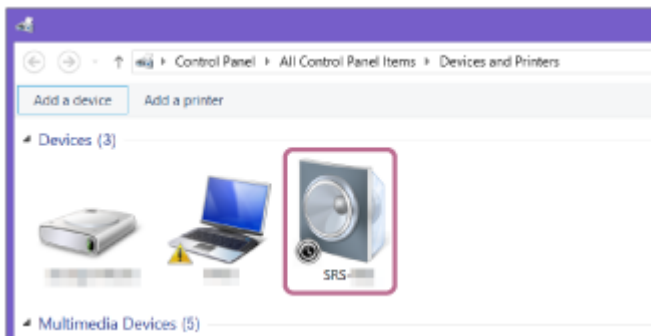 Control Panel ▸ All Control Panel Items ▸ Devices and Printers
Add a device Add a printer
Devices (3)
SRS-
Multimedia Devices (5)